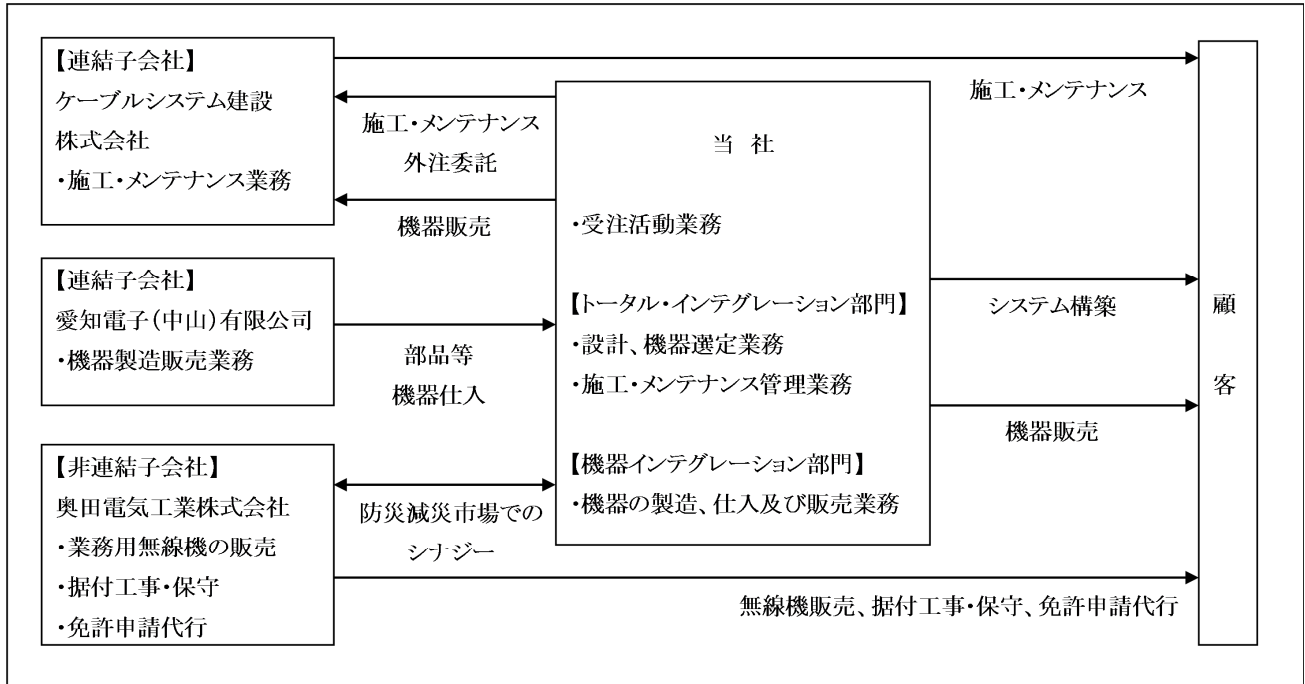 【連結子会社】
ケーブルシステム建設
株式会社
・施工・メンテナンス業務
施工・メンテナンス
施工・メンテナンス
外注委託
機器販売
【連結子会社】
愛知電子(中山)有限公司
・機器製造販売業務
部品等
機器仕入
【非連結子会社】
奥田電気工業株式会社
・業務用無線機の販売
・据付工事・保守
・免許申請代行
防災減災市場での
シナジー
当 社
・受注活動業務
【トータル・インテグレーション部門】
・設計、機器選定業務
・施工・メンテナンス管理業務
【機器インテグレーション部門】
・機器の製造、仕入及び販売業務
システム構築
機器販売
無線機販売、据付工事・保守、免許申請代行
顧
客